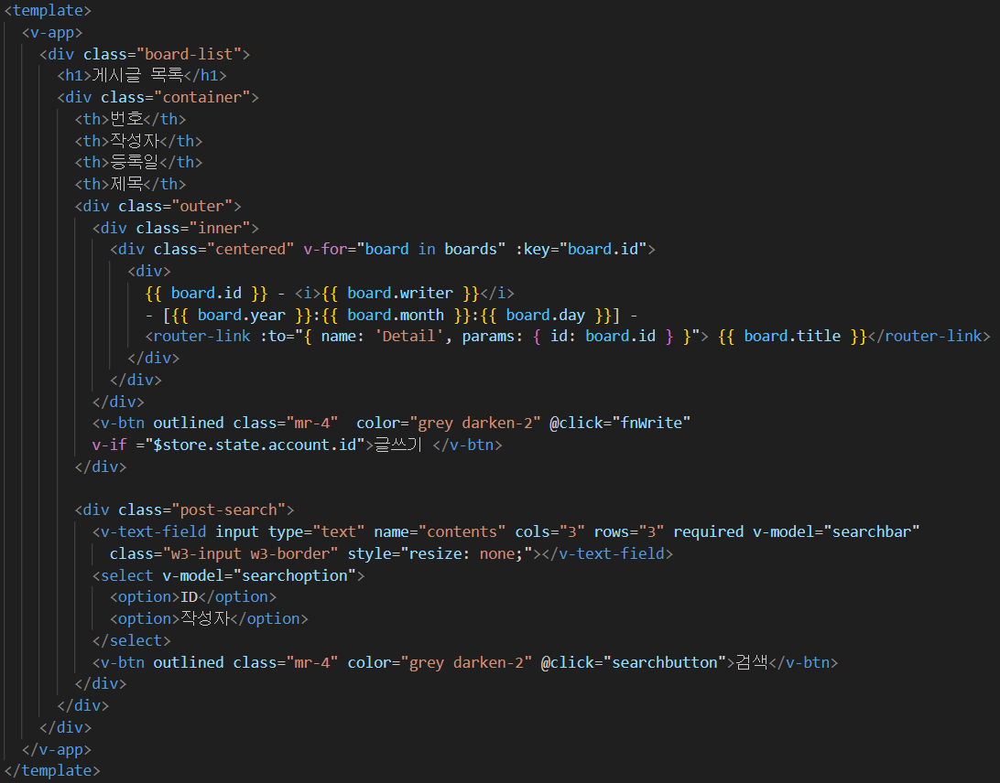 <template>
<v-app>
<div class="board-list">
<h1>게시글 목록</h1>
<div class="container">
<th>번호</th>
<th>작성자</th>
<th>등록일</th>
<th>제목</th>
<div class="outer">
<div class="inner">
<div class="centered" v-for="board in boards" :key="board.id">
<div>
{{ board.id }} - <i>{{ board.writer }}</i>
- [{{ board.year }}:{{ board.month }}:{{ board.day }}] -
<router-link :to="{ name: 'Detail', params: { id: board.id } }"> {{ board.title }}</router-link>
</div>
</div>
</div>
<v-btn outlined class="mr-4"  color="grey darken-2" @click="fnWrite"
v-if ="$store.state.account.id">글쓰기 </v-btn>
</div>
<div class="post-search">
<v-text-field input type="text" name="contents" cols="3" rows="3" required v-model="searchbar"
class="w3-input w3-border" style="resize: none;"></v-text-field>
<select v-model="searchoption">
<option>ID</option>
<option>작성자</option>
</select>
<v-btn outlined class="mr-4" color="grey darken-2" @click="searchbutton">검색</v-btn>
</div>
</div>
</div>
</v-app>
</template>